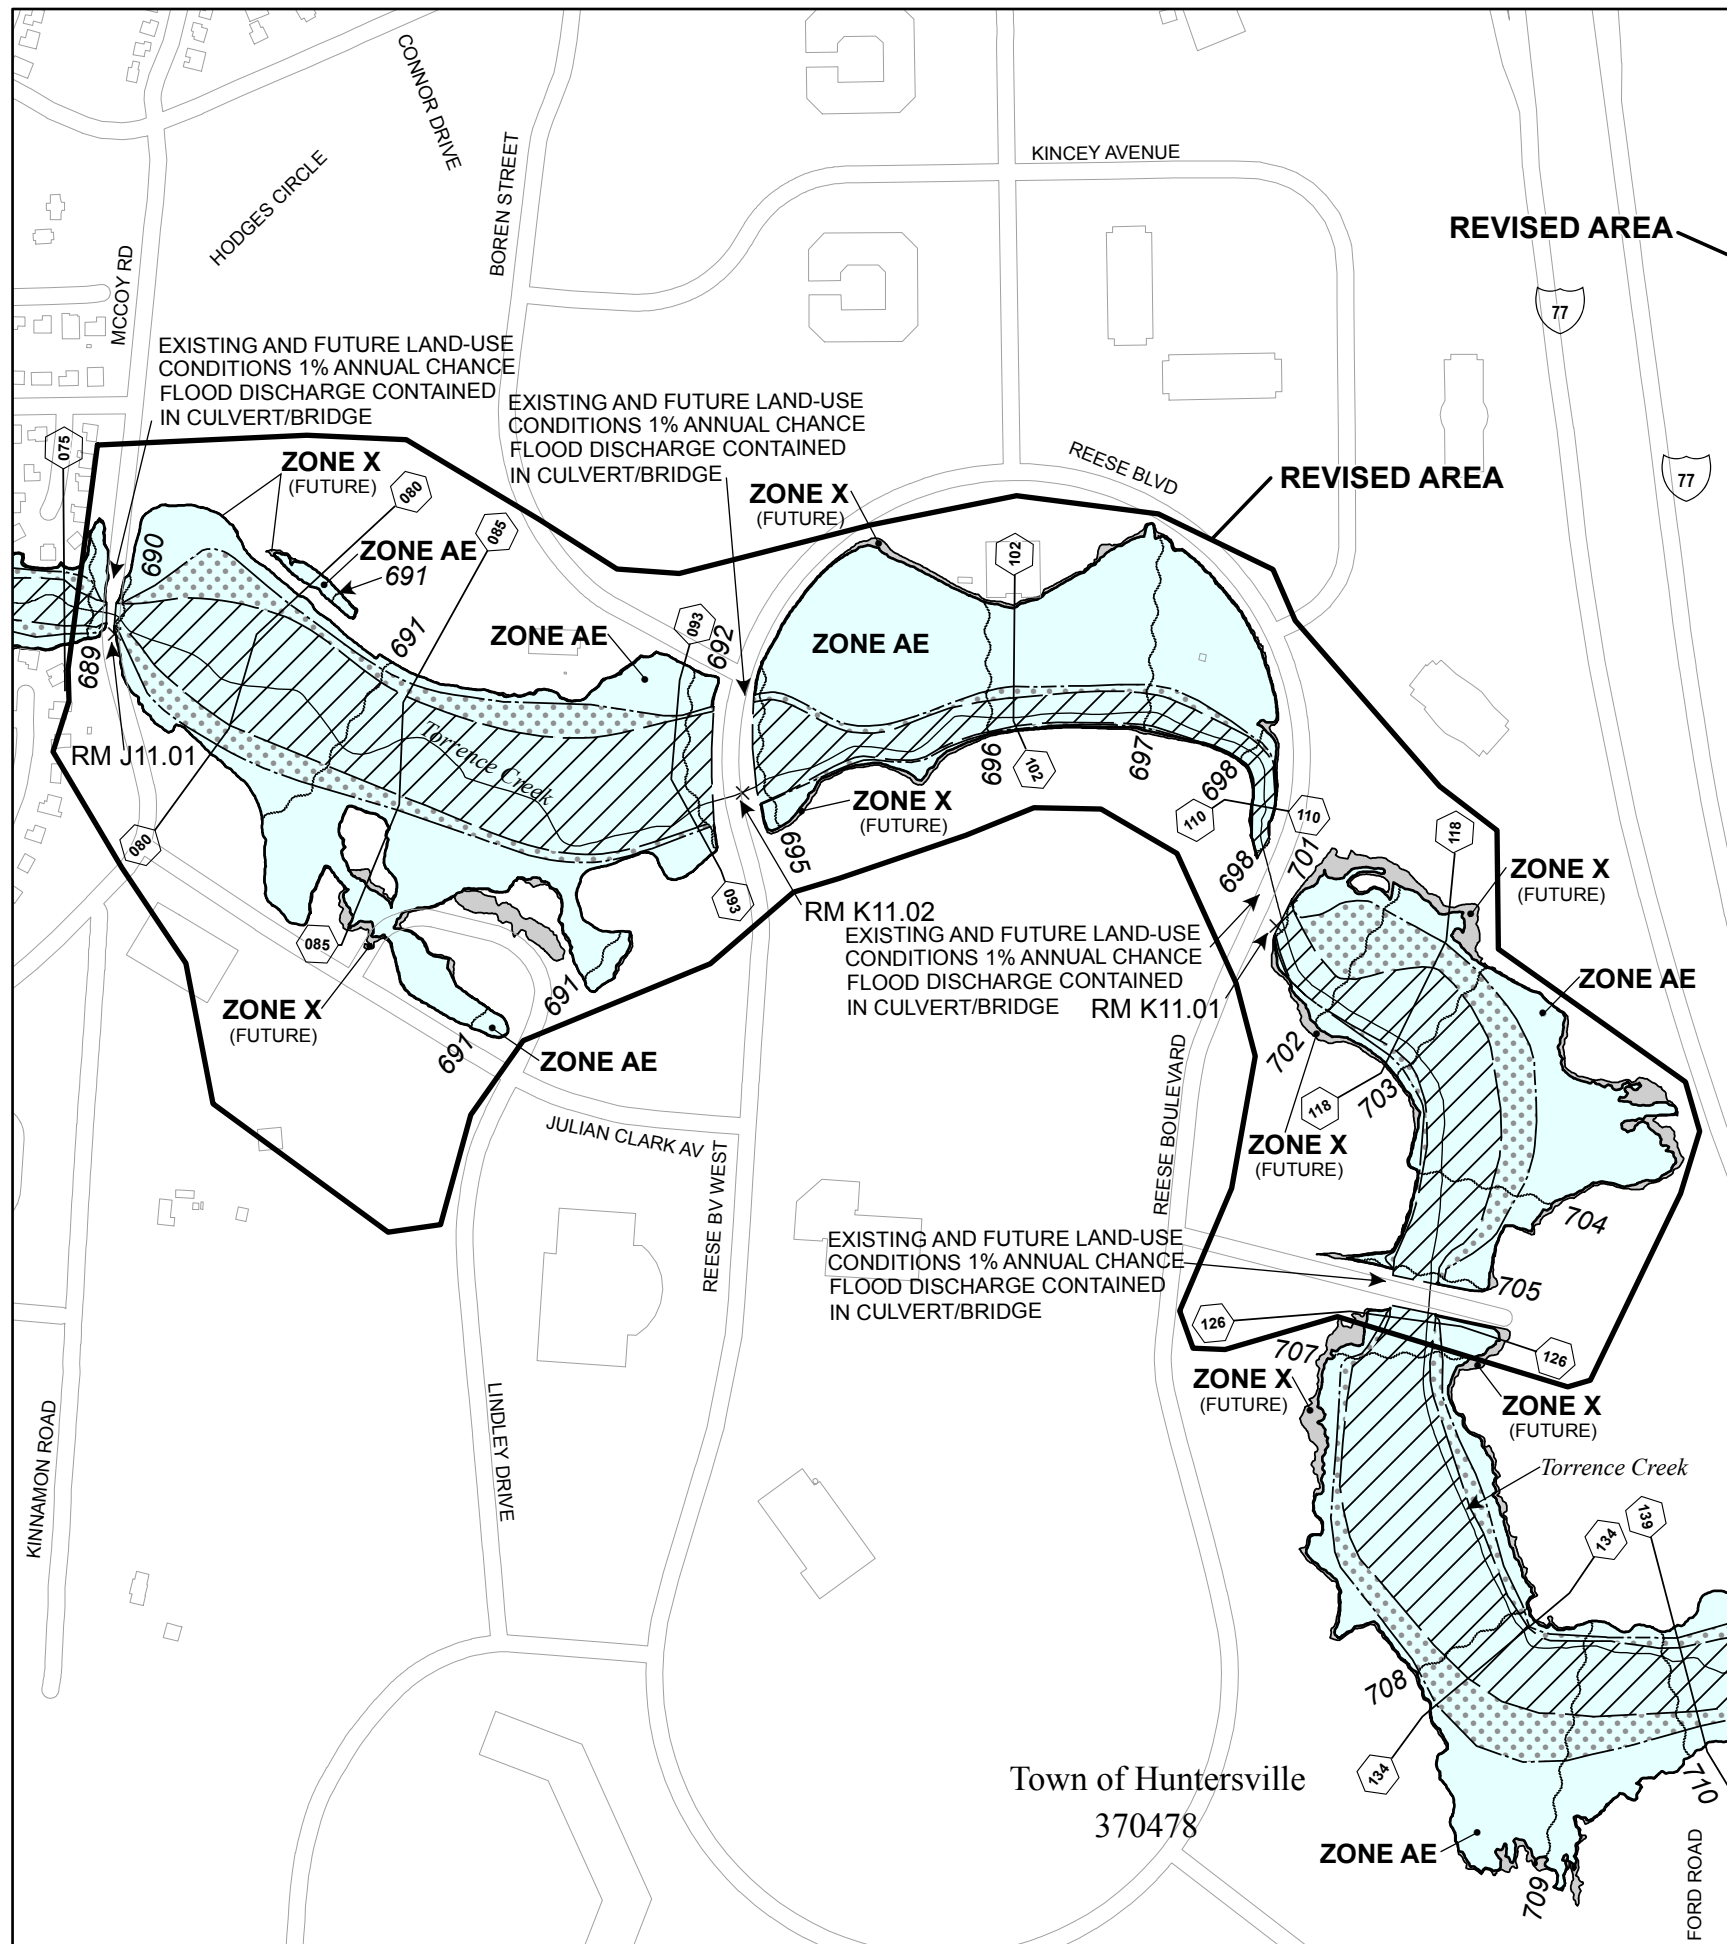 CONNOR DRIVE
HODGES CIRCLE
BOREN STREET
MCCOY RD
KINCEY AVENUE
REVISED AREA
77
77
EXISTING AND FUTURE LAND-USE
CONDITIONS 1% ANNUAL CHANCE
FLOOD DISCHARGE CONTAINED
IN CULVERT/BRIDGE
EXISTING AND FUTURE LAND-USE
CONDITIONS 1% ANNUAL CHANCE
FLOOD DISCHARGE CONTAINED
IN CULVERT/BRIDGE
REESE BLVD
REVISED AREA
075
ZONE X
(FUTURE)
080
085
ZONE X
(FUTURE)
690
ZONE AE
691
102
691
ZONE AE
093
692
ZONE AE
689
RM J11.01
Torrence Creek
696
102
697
698
ZONE X
(FUTURE)
110
110
695
080
118
701
698
ZONE X
(FUTURE)
093
RM K11.02
085
EXISTING AND FUTURE LAND-USE
CONDITIONS 1% ANNUAL CHANCE
FLOOD DISCHARGE CONTAINED
IN CULVERT/BRIDGE
RM K11.01
ZONE AE
ZONE X
(FUTURE)
691
691
ZONE AE
702
703
118
ZONE X
(FUTURE)
JULIAN CLARK AV
REESE BV WEST
REESE BOULEVARD
704
EXISTING AND FUTURE LAND-USE
CONDITIONS 1% ANNUAL CHANCE
FLOOD DISCHARGE CONTAINED
IN CULVERT/BRIDGE
705
126
126
707
ZONE X
(FUTURE)
ZONE X
(FUTURE)
Torrence Creek
KINNAMON ROAD
LINDLEY DRIVE
134
139
708
134
710
Town of Huntersville
370478
ZONE AE
709
FORD ROAD